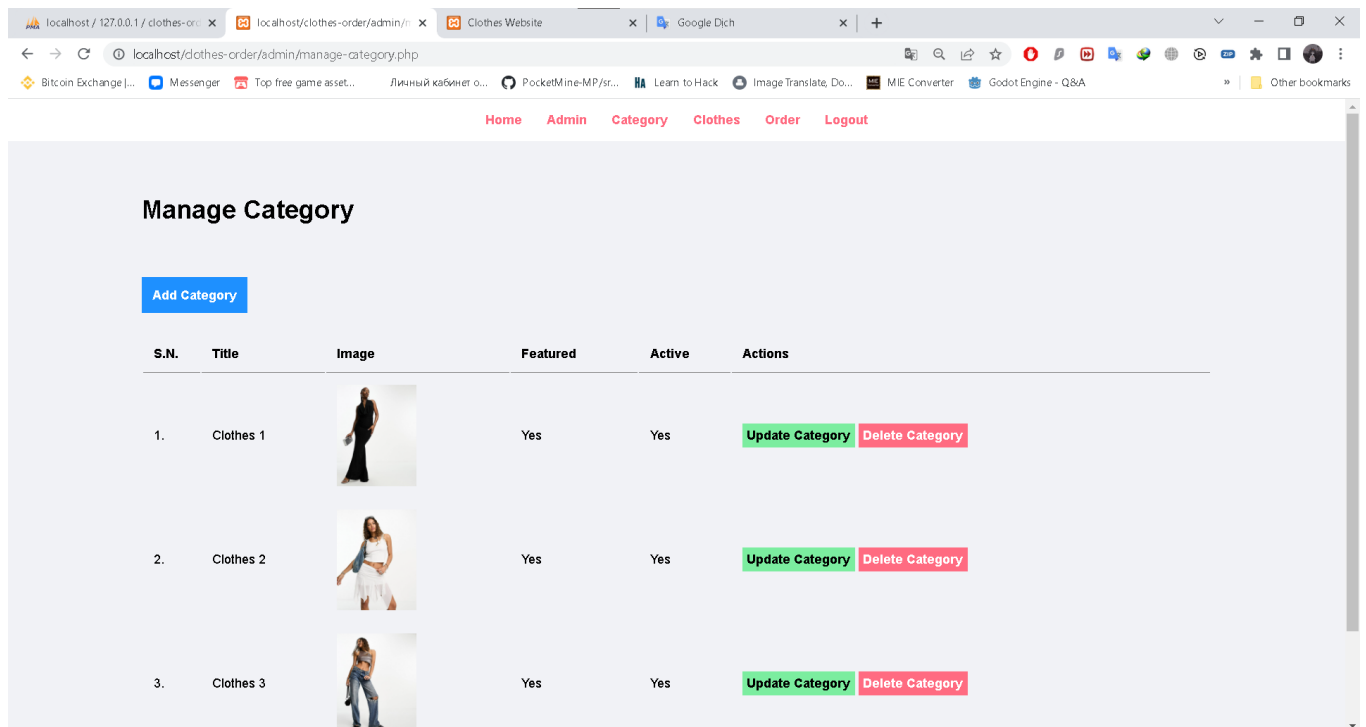 localhost / 127.0.0.1 / clothes-orc
localhost/clothes-order/admin/m
Clothes Website
Google Dịch
localhost/clothes-order/admin/manage-category.php
Bitcoin Exchange |...
Messenger
Top free game asset...
Личный кабинет о...
PocketMine-MP/sr...
HA Learn to Hack
Image Translate, Do...
MIE Converter
Godot Engine - Q&A
»
Other bookmarks
Home Admin Category Clothes Order Logout
Manage Category
Add Category
S.N. Title Image Featured Active Actions
1. Clothes 1 Yes Yes Update Category Delete Category
2. Clothes 2 Yes Yes Update Category Delete Category
3. Clothes 3 Yes Yes Update Category Delete Category